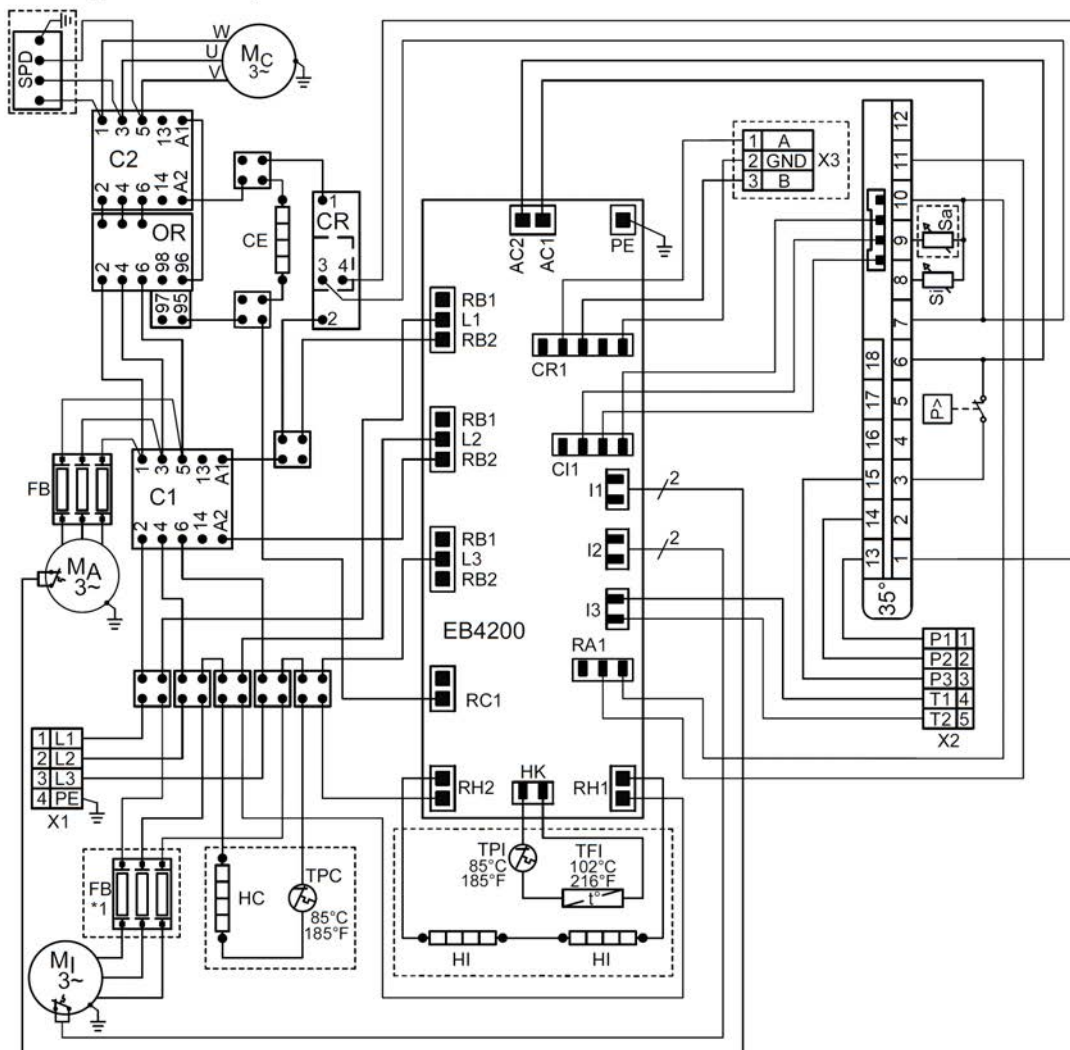 W
U
V
MC
3~
SPD
1 3 5 13 A1
C2
2 4 6 14 A2
OR
2 4 6 98 96
97 95
CE
1
CR
3 4
2
1 A
2 GND
3 B
X3
AC2 AC1
PE
RB1
L1
RB2
CR1
RB1
L2
RB2
CI1
I1
2
I2
2
RB1
L3
RB2
I3
EB4200
RA1
RC1
RH2
HK
RH1
12
11
10
9
8
7
6
5
4
3
2
1
18
17
16
15
14
13
35°
Sa
Si
P>
P1 1
P2 2
P3 3
T1 4
T2 5
X2
FB
1 3 5 13 A1
C1
2 4 6 14 A2
MA
3~
1 L1
2 L2
3 L3
4 PE
X1
FB
*1
MI
3~
HC
TPC
85°C
185°F
TPI
85°C
185°F
TFI
102°C
216°F
t°
HI
HI